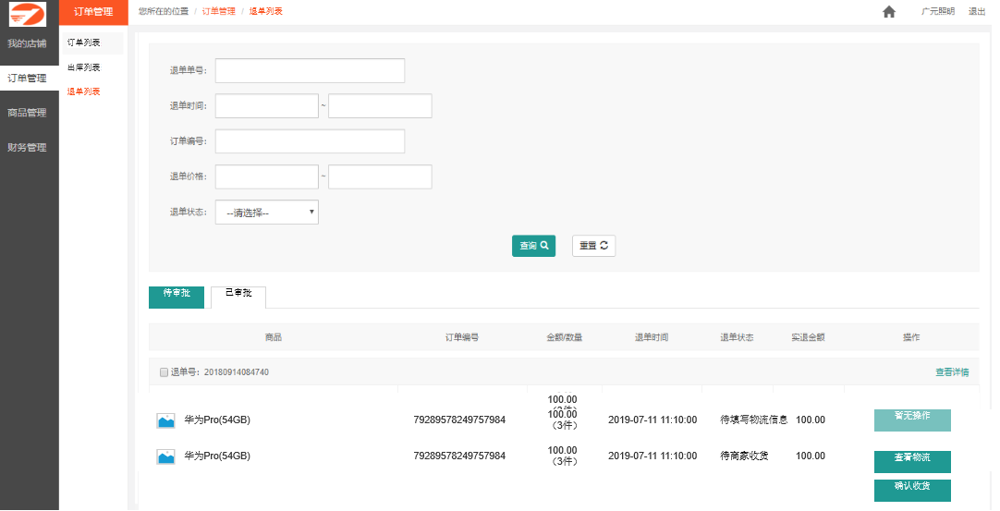 订单管理
您所在的位置 / 订单管理 / 退单列表
广元照明 退出
我的店铺
订单管理
商品管理
财务管理
订单列表
出库列表
退单列表
退单单号：
退单时间： ~
订单编号：
退单价格： ~
退单状态： --请选择--
查询 重置
待审批 已审批
商品 订单编号 金额/数量 退单时间 退单状态 实退金额 操作
退单号：20180914084740 查看详情
100.00
华为Pro(54GB) 79289578249757984 100.00 2019-07-11 11:10:00 待填写物流信息 100.00 暂无操作
（3件）
华为Pro(54GB) 79289578249757984 100.00 2019-07-11 11:10:00 待商家收货 100.00 查看物流
（3件）
确认收货